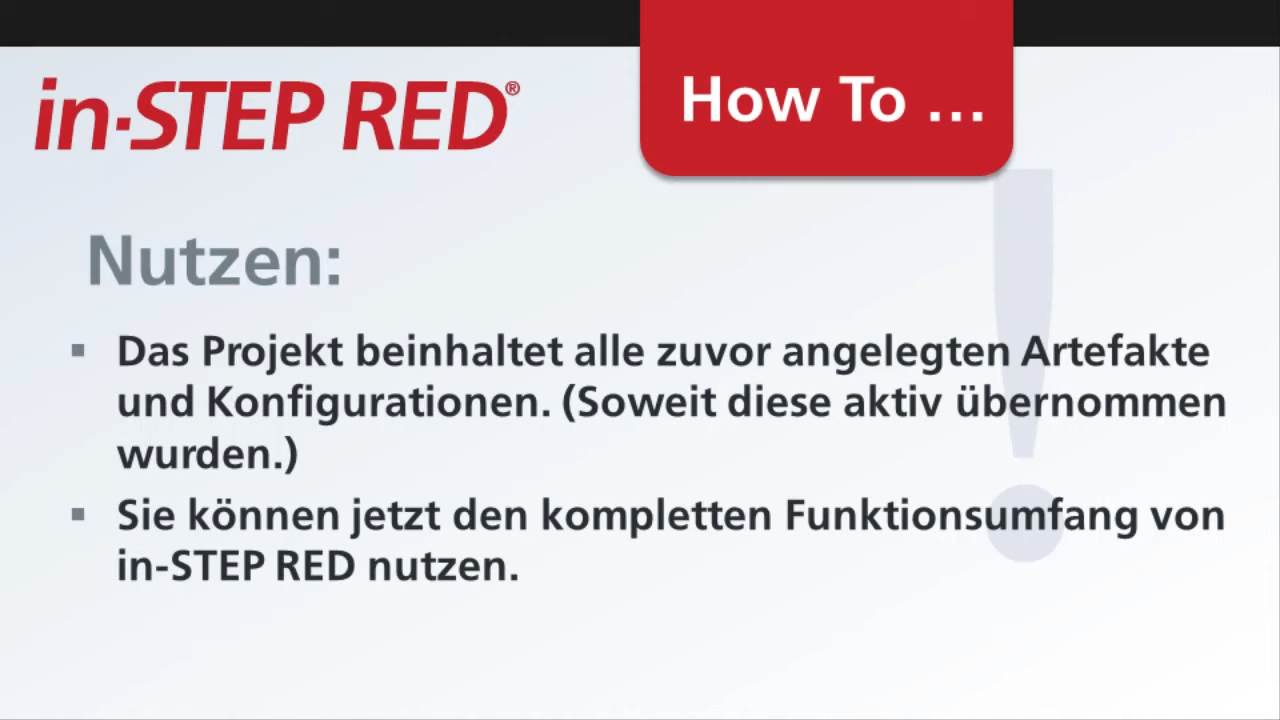 in-STEP RED®
How To ...
Nutzen:
▪ Das Projekt beinhaltet alle zuvor angelegten Artefakte
und Konfigurationen. (Soweit diese aktiv übernommen
wurden.)
▪ Sie können jetzt den kompletten Funktionsumfang von
in-STEP RED nutzen.
!